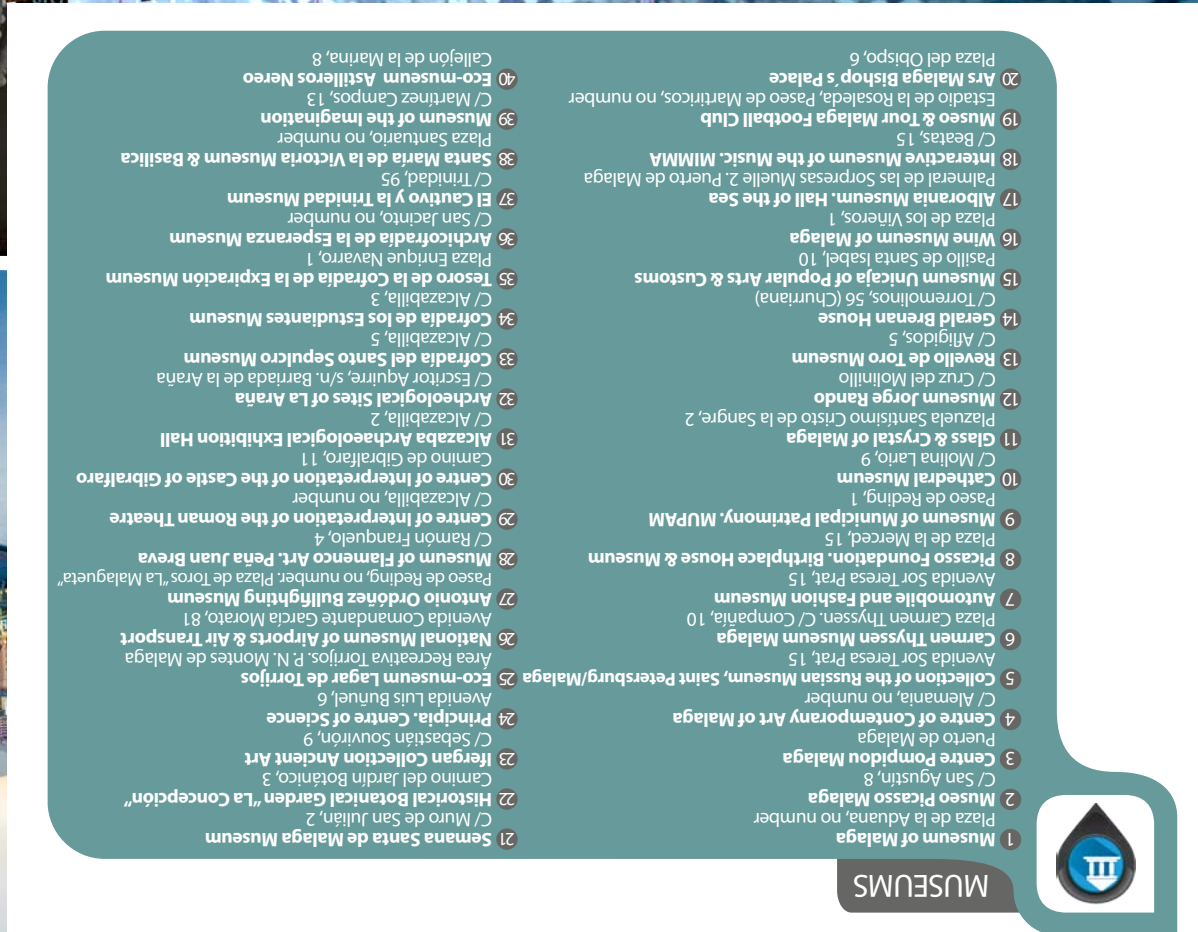 MUSEUMS
1 Museum of Malaga
Plaza de la Aduana, no number
2 Museo Picasso Malaga
C/ San Agustín, 8
3 Centre Pompidou Malaga
Puerto de Malaga
4 Centre of Contemporany Art of Malaga
C/ Alemania, no number
5 Collection of the Russian Museum, Saint Petersburg/Malaga
Avenida Sor Teresa Prat, 15
6 Carmen Thyssen Museum Malaga
Plaza Carmen Thyssen. C/ Compañía, 10
7 Automobile and Fashion Museum
Avenida Sor Teresa Prat, 15
8 Picasso Foundation. Birthplace House & Museum
Plaza de la Merced, 15
9 Museum of Municipal Patrimony. MUPAM
Paseo de Reding, 1
10 Cathedral Museum
C/ Molina Lario, 9
11 Glass & Crystal of Malaga
Plazuela Santísimo Cristo de la Sangre, 2
12 Museum Jorge Rando
C/ Cruz del Molinillo
13 Revello de Toro Museum
C/ Afligidos, 5
14 Gerald Brenan House
C/ Torremolinos, 56 (Churriana)
15 Museum Unicaja of Popular Arts & Customs
Pasillo de Santa Isabel, 10
16 Wine Museum of Malaga
Plaza de los Viñeros, 1
17 Alborania Museum. Hall of the Sea
Palmeral de las Sorpresas Muelle 2. Puerto de Malaga
18 Interactive Museum of the Music. MIMMA
C/ Beatas, 15
19 Museo & Tour Malaga Football Club
Estadio de la Rosaleda, Paseo de Martiricos, no number
20 Ars Malaga Bishop´s Palace
Plaza del Obispo, 6
21 Semana Santa de Malaga Museum
C/ Muro de San Julián, 2
22 Historical Botanical Garden "La Concepción"
Camino del Jardín Botánico, 3
23 Ifergan Collection Ancient Art
C/ Sebastián Souvirón, 9
24 Principia. Centre of Science
Avenida Luis Buñuel, 6
25 Eco-museum Lagar de Torrijos
Área Recreativa Torrijos. P. N. Montes de Malaga
26 National Museum of Airports & Air Transport
Avenida Comandante García Morato, 81
27 Antonio Ordóñez Bullfighting Museum
Paseo de Reding, no number. Plaza de Toros "La Malagueta"
28 Museum of Flamenco Art. Peña Juan Breva
C/ Ramón Franquelo, 4
29 Centre of Interpretation of the Roman Theatre
C/ Alcazabilla, no number
30 Centre of Interpretation of the Castle of Gibralfaro
Camino de Gibralfaro, 11
31 Alcazaba Archaeological Exhibition Hall
C/ Alcazabilla, 2
32 Archeological Sites of La Araña
C/ Escritor Aquirre, s/n. Barriada de la Araña
33 Cofradía del Santo Sepulcro Museum
C/ Alcazabilla, 5
34 Cofradía de los Estudiantes Museum
C/ Alcazabilla, 3
35 Tesoro de la Cofradía de la Expiración Museum
Plaza Enrique Navarro, 1
36 Archicofradía de la Esperanza Museum
C/ San Jacinto, no number
37 El Cautivo y la Trinidad Museum
C/ Trinidad, 95
38 Santa María de la Victoria Museum & Basilica
Plaza Santuario, no number
39 Museum of the Imagination
C/ Martínez Campos, 13
40 Eco-museum Astilleros Nereo
Callejón de la Marina, 8